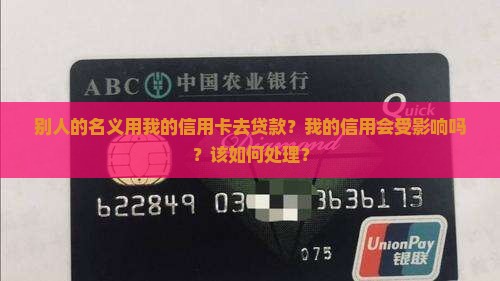 ABC 中国农业银行
Quick
别人的名义用我的信用卡去贷款？我的信用会受影响吗
？该如何处理？
622849 03 3636173
075
UnionPay
银联